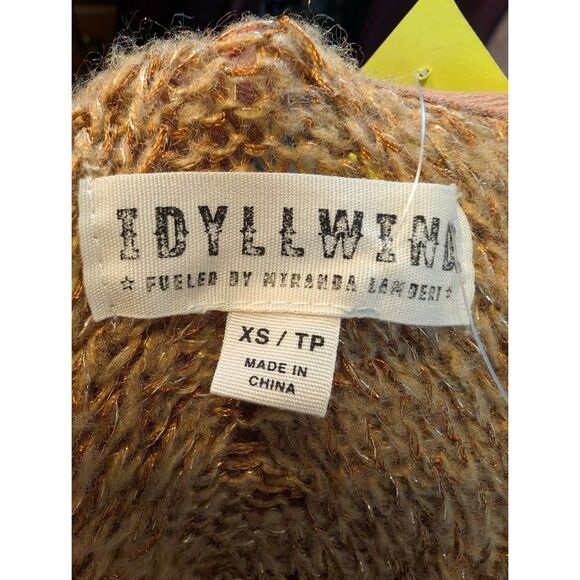 IDYLLWIND
☆ FUELED BY MIRANDA LAMBERT ☆
XS / TP
MADE IN
CHINA